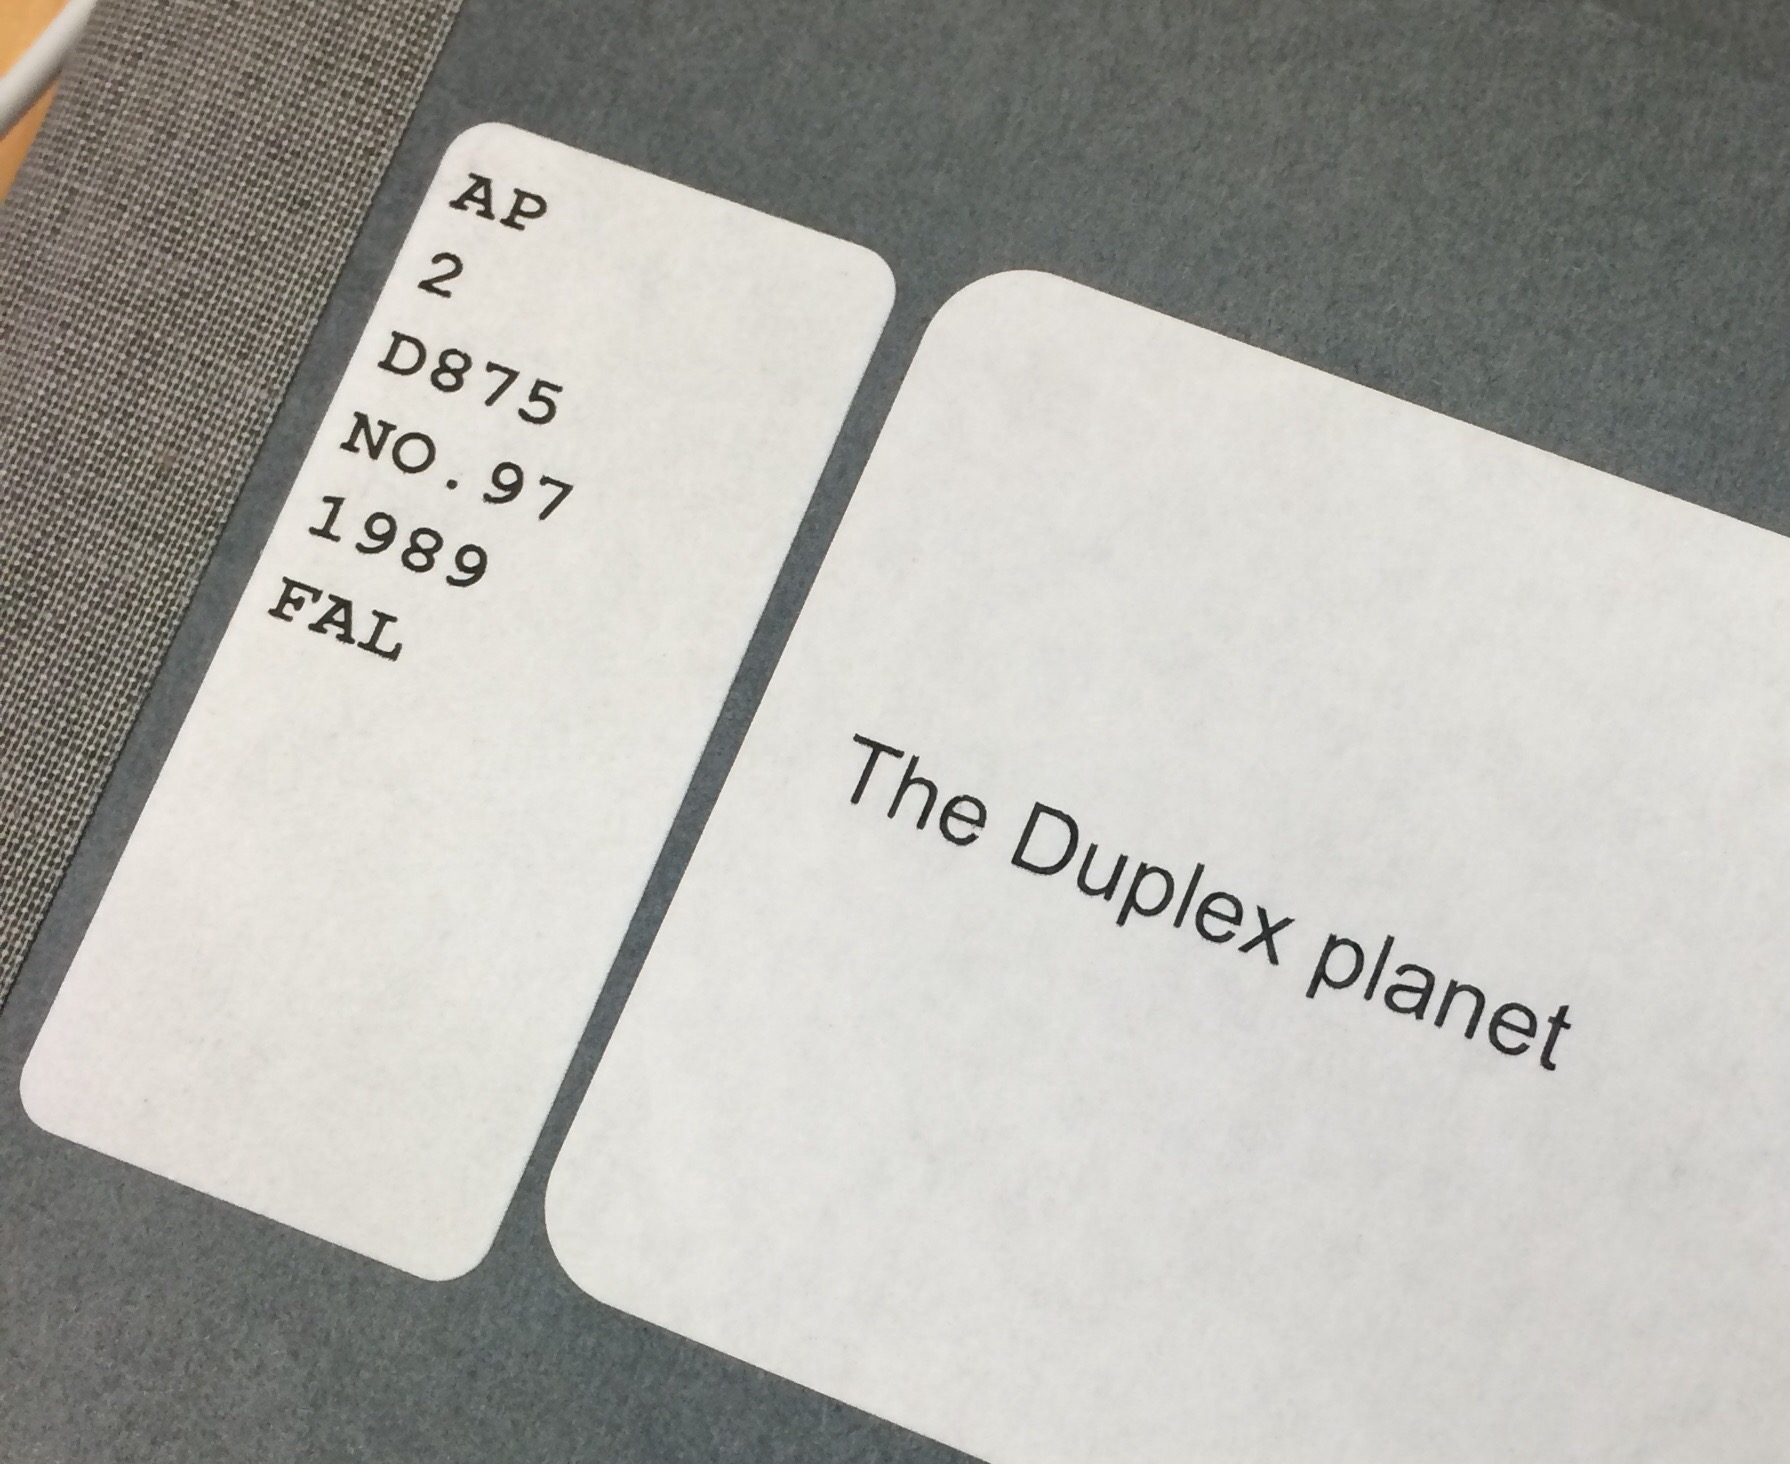 AP
2
D875
NO.97
1989
FAL
The Duplex planet